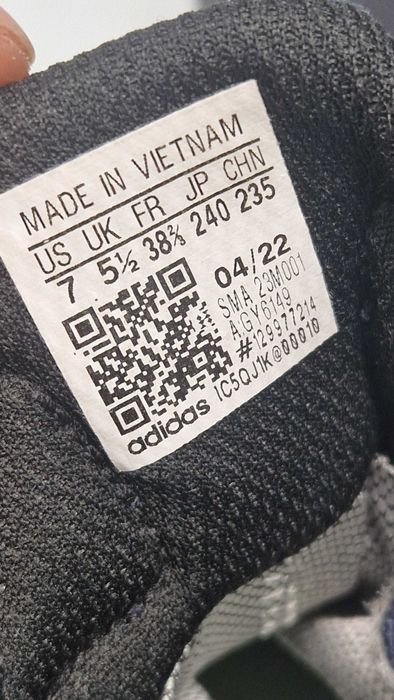 MADE IN VIETNAM
US UK FR JP CHN
7 5½ 38⅔ 240 235
04/22
SMA 23M001
A GY6149
#129977214
IC5QJ1K@00010
adidas